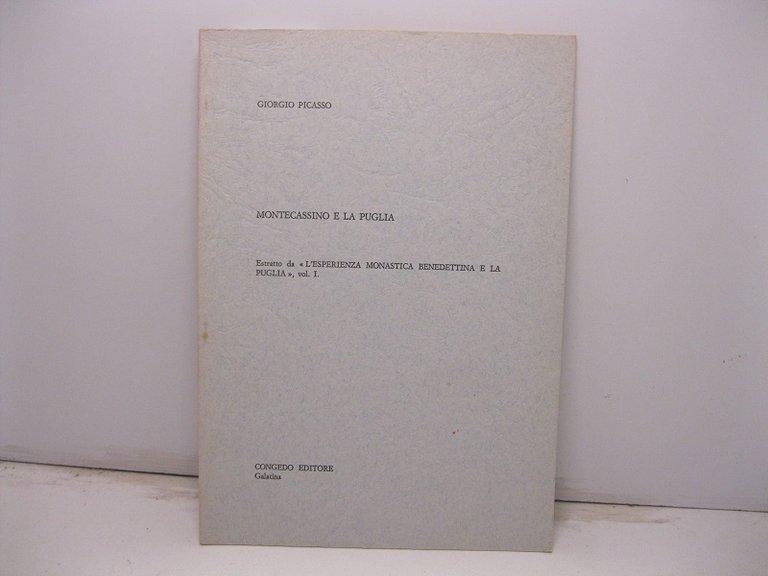 GIORGIO PICASSO
MONTECASSINO E LA PUGLIA
Estratto da « L'ESPERIENZA MONASTICA BENEDETTINA E LA
PUGLIA », vol. I.
CONGEDO EDITORE
Galatina